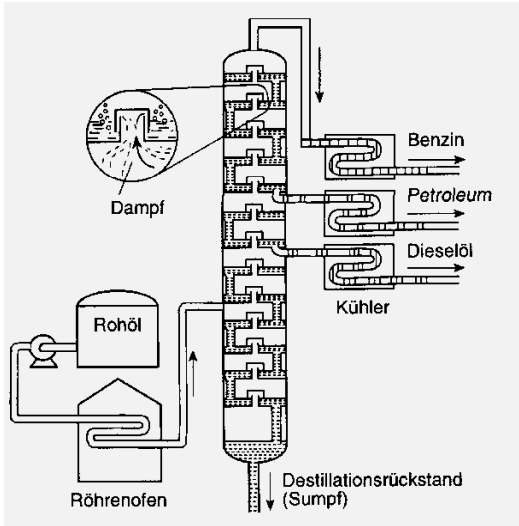 Benzin
Dampf
Petroleum
Dieselöl
Kühler
Rohöl
Röhrenofen
Destillationsrückstand
(Sumpf)